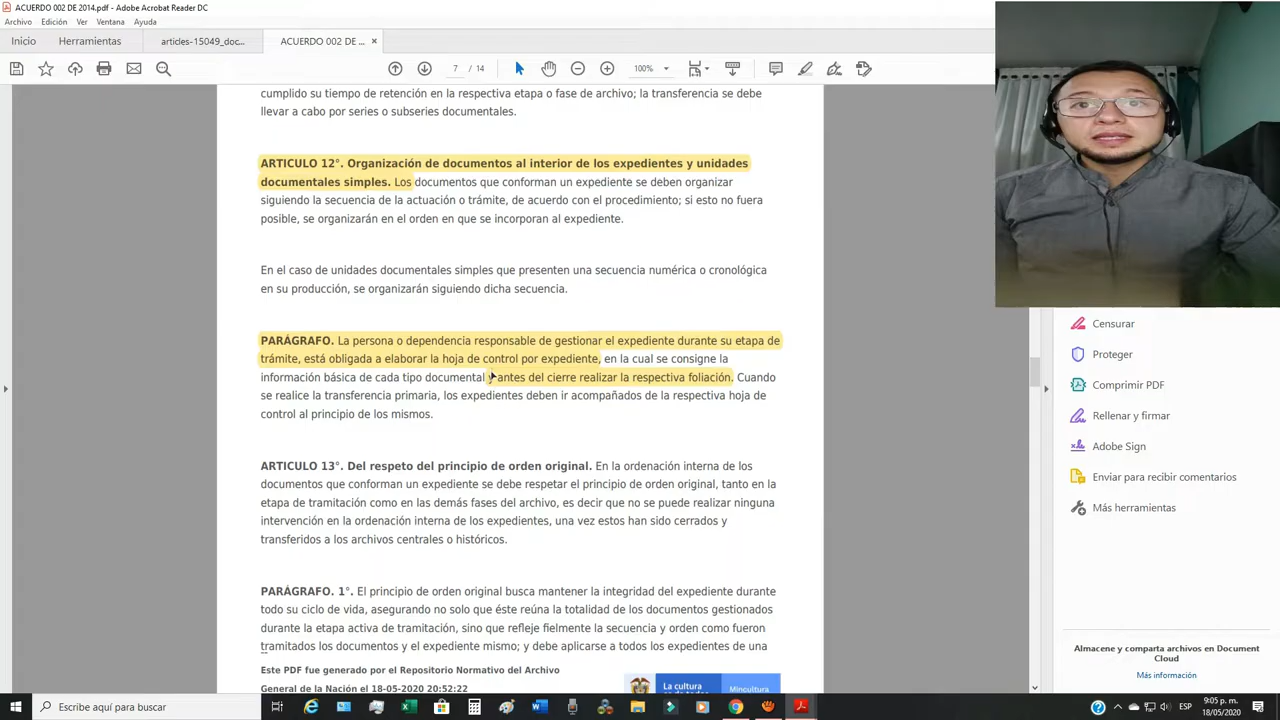 ACUERDO 002 DE 2014.pdf - Adobe Acrobat Reader DC
Archivo Edición Ver Ventana Ayuda
Inicio Herramientas articles-15049_doc... ACUERDO 002 DE ... ×
7 / 14 100%
cumplido su tiempo de retención en la respectiva etapa o fase de archivo; la transferencia se debe
llevar a cabo por series o subseries documentales.
ARTICULO 12°. Organización de documentos al interior de los expedientes y unidades
documentales simples. Los documentos que conforman un expediente se deben organizar
siguiendo la secuencia de la actuación o trámite, de acuerdo con el procedimiento; si esto no fuera
posible, se organizarán en el orden en que se incorporan al expediente.
En el caso de unidades documentales simples que presenten una secuencia numérica o cronológica
en su producción, se organizarán siguiendo dicha secuencia.
PARÁGRAFO. La persona o dependencia responsable de gestionar el expediente durante su etapa de
trámite, está obligada a elaborar la hoja de control por expediente, en la cual se consigne la
información básica de cada tipo documental y antes del cierre realizar la respectiva foliación. Cuando
se realice la transferencia primaria, los expedientes deben ir acompañados de la respectiva hoja de
control al principio de los mismos.
ARTICULO 13°. Del respeto del principio de orden original. En la ordenación interna de los
documentos que conforman un expediente se debe respetar el principio de orden original, tanto en la
etapa de tramitación como en las demás fases del archivo, es decir que no se puede realizar ninguna
intervención en la ordenación interna de los expedientes, una vez estos han sido cerrados y
transferidos a los archivos centrales o históricos.
PARÁGRAFO. 1°. El principio de orden original busca mantener la integridad del expediente durante
todo su ciclo de vida, asegurando no solo que éste reúna la totalidad de los documentos gestionados
durante la etapa activa de tramitación, sino que refleje fielmente la secuencia y orden como fueron
tramitados los documentos y el expediente mismo; y debe aplicarse a todos los expedientes de una
Este PDF fue generado por el Repositorio Normativo del Archivo
General de la Nación el 18-05-2020 20:52:22
La cultura
Mincultura
Censurar
Proteger
Comprimir PDF
Rellenar y firmar
Adobe Sign
Enviar para recibir comentarios
Más herramientas
Almacene y comparta archivos en Document
Cloud
Más información
Escribe aquí para buscar
ESP
9:05 p. m.
18/05/2020